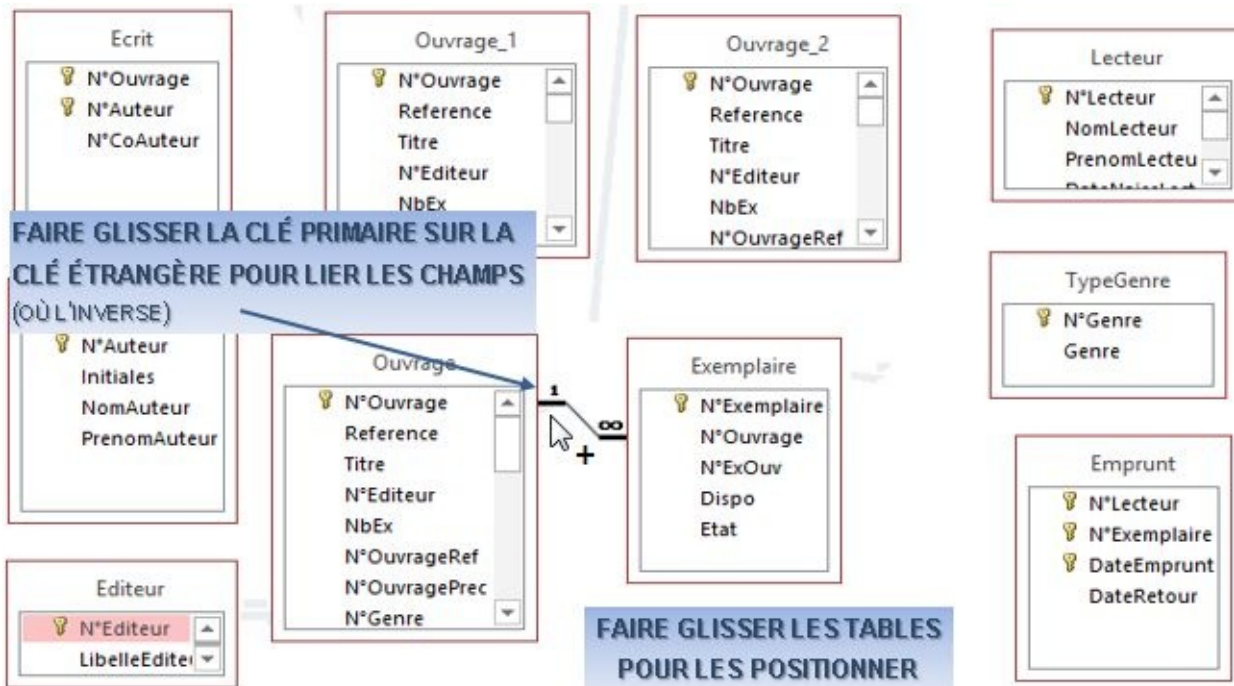 Ecrit
N°Ouvrage
N°Auteur
N°CoAuteur
Ouvrage_1
N°Ouvrage
Reference
Titre
N°Editeur
NbEx
Ouvrage_2
N°Ouvrage
Reference
Titre
N°Editeur
NbEx
N°OuvrageRef
Lecteur
N°Lecteur
NomLecteur
PrenomLecteu
FAIRE GLISSER LA CLÉ PRIMAIRE SUR LA
CLÉ ÉTRANGÈRE POUR LIER LES CHAMPS
(OÙ L'INVERSE)
TypeGenre
N°Genre
Genre
N°Auteur
Initiales
NomAuteur
PrenomAuteur
Ouvrage
N°Ouvrage
Reference
Titre
N°Editeur
NbEx
N°OuvrageRef
N°OuvragePrec
N°Genre
1
∞
Exemplaire
N°Exemplaire
N°Ouvrage
N°ExOuv
Dispo
Etat
Emprunt
N°Lecteur
N°Exemplaire
DateEmprunt
DateRetour
Editeur
N°Editeur
LibelleEdite
FAIRE GLISSER LES TABLES
POUR LES POSITIONNER